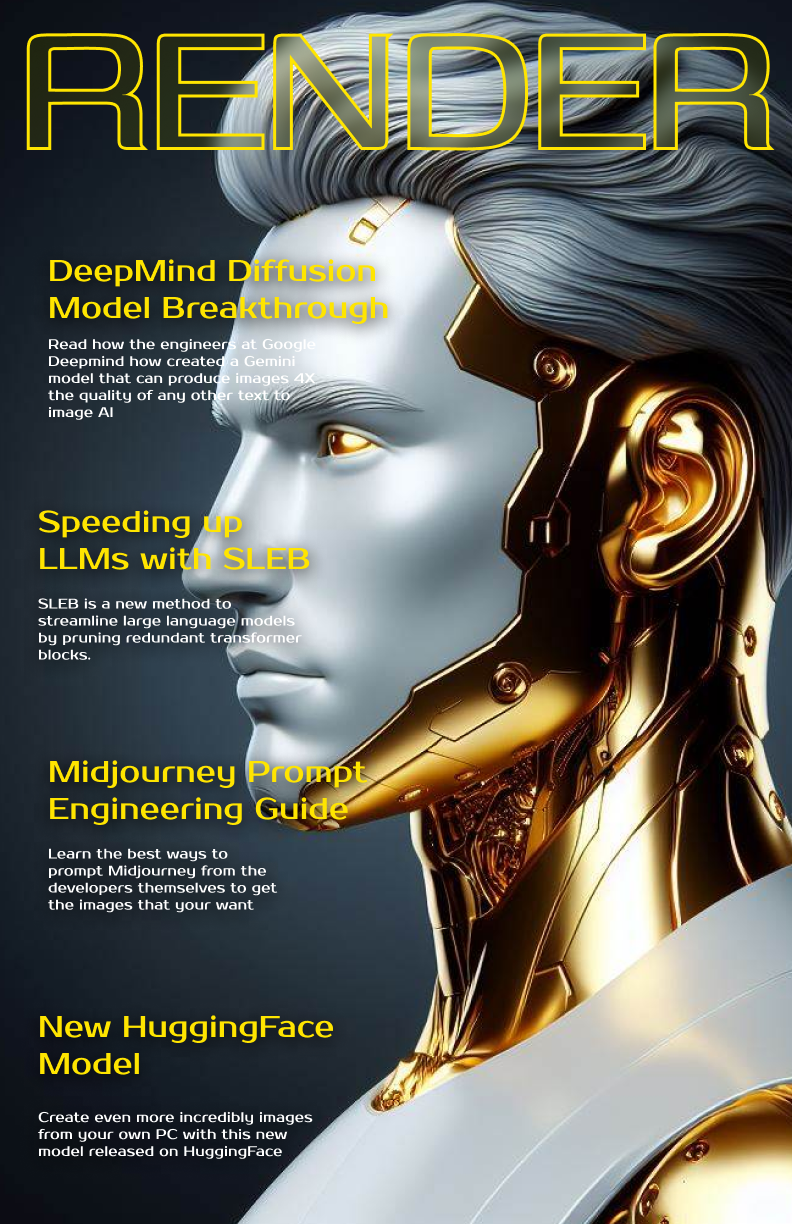 RENDER
DeepMind Diffusion
Model Breakthrough
Read how the engineers at Google
Deepmind how created a Gemini
model that can produce images 4X
the quality of any other text to
image AI
Speeding up
LLMs with SLEB
SLEB is a new method to
streamline large language models
by pruning redundant transformer
blocks.
Midjourney Prompt
Engineering Guide
Learn the best ways to
prompt Midjourney from the
developers themselves to get
the images that your want
New HuggingFace
Model
Create even more incredibly images
from your own PC with this new
model released on HuggingFace